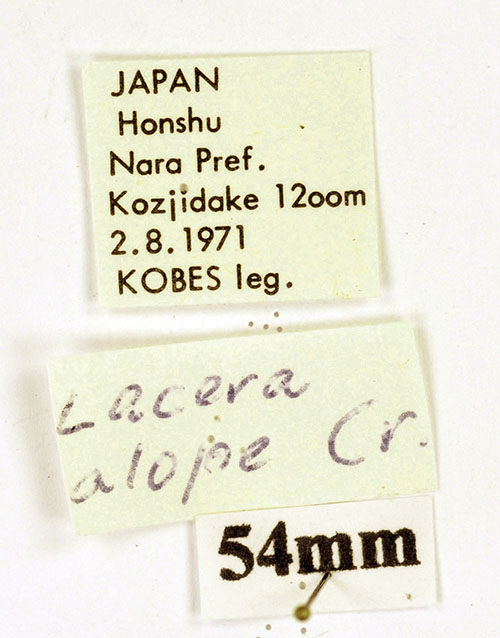 JAPAN
Honshu
Nara Pref.
Kozjidake 12oom
2.8.1971
KOBES leg.
Lacera
alope Cr.
54mm